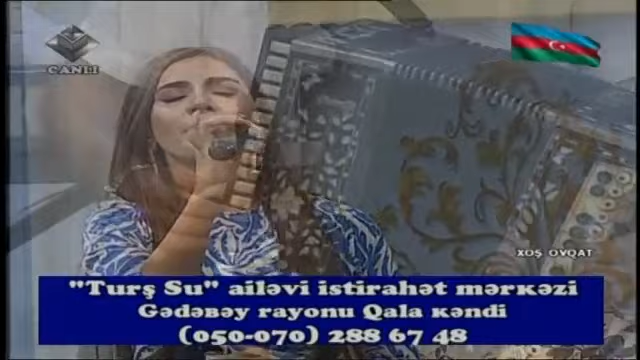 CANLI
XOŞ OVQAT
"Turş Su" ailəvi istirahət mərkəzi
Gədəbəy rayonu Qala kəndi
(050-070) 288 67 48